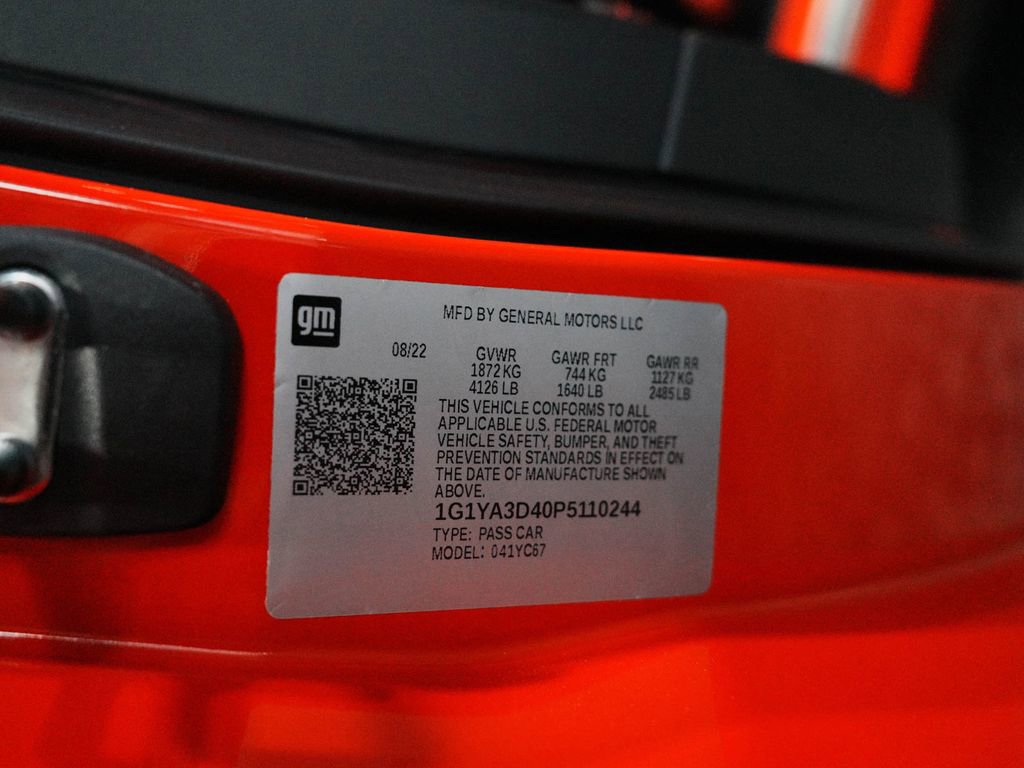 gm
MFD BY GENERAL MOTORS LLC
08/22
GVWR GAWR FRT GAWR RR
1872 KG 744 KG 1127 KG
4126 LB 1640 LB 2485 LB
THIS VEHICLE CONFORMS TO ALL
APPLICABLE U.S. FEDERAL MOTOR
VEHICLE SAFETY, BUMPER, AND THEFT
PREVENTION STANDARDS IN EFFECT ON
THE DATE OF MANUFACTURE SHOWN
ABOVE.
1G1YA3D40P5110244
TYPE: PASS CAR
MODEL: 041YC67